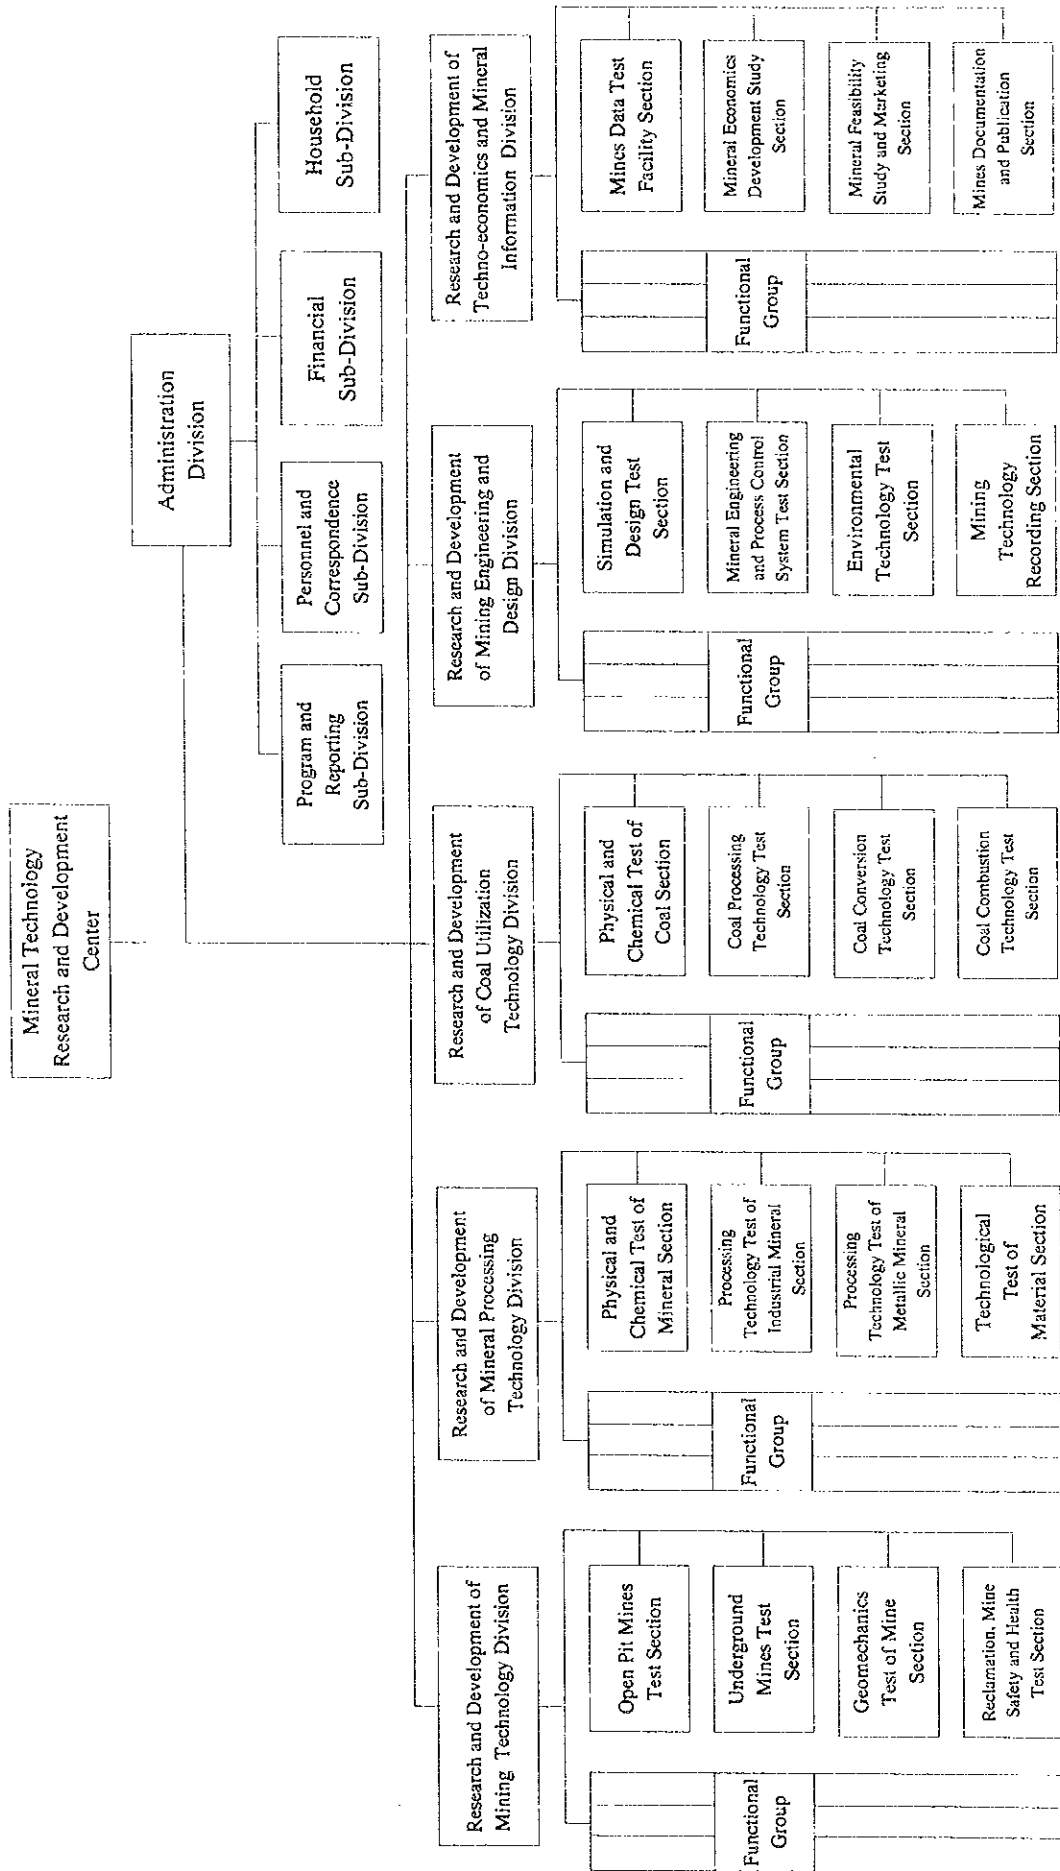 Mineral Technology
Research and Development
Center
Administration
Division
Program and
Reporting
Sub-Division
Personnel and
Correspondence
Sub-Division
Financial
Sub-Division
Household
Sub-Division
Research and Development of
Mining Technology Division
Functional
Group
Open Pit Mines
Test Section
Underground
Mines Test
Section
Geomechanics
Test of Mine
Section
Reclamation, Mine
Safety and Health
Test Section
Research and Development
of Mineral Processing
Technology Division
Functional
Group
Physical and
Chemical Test of
Mineral Section
Processing
Technology Test of
Industrial Mineral
Section
Processing
Technology Test of
Metallic Mineral
Section
Technological
Test of
Material Section
Research and Development
of Coal Utilization
Technology Division
Functional
Group
Physical and
Chemical Test of
Coal Section
Coal Processing
Technology Test
Section
Coal Conversion
Technology Test
Section
Coal Combustion
Technology Test
Section
Research and Development
of Mining Engineering and
Design Division
Functional
Group
Simulation and
Design Test
Section
Mineral Engineering
and Process Control
System Test Section
Environmental
Technology Test
Section
Mining
Technology
Recording Section
Research and Development of
Techno-economics and Mineral
Information Division
Functional
Group
Mines Data Test
Facility Section
Mineral Economics
Development Study
Section
Mineral Feasibility
Study and Marketing
Section
Mines Documentation
and Publication
Section